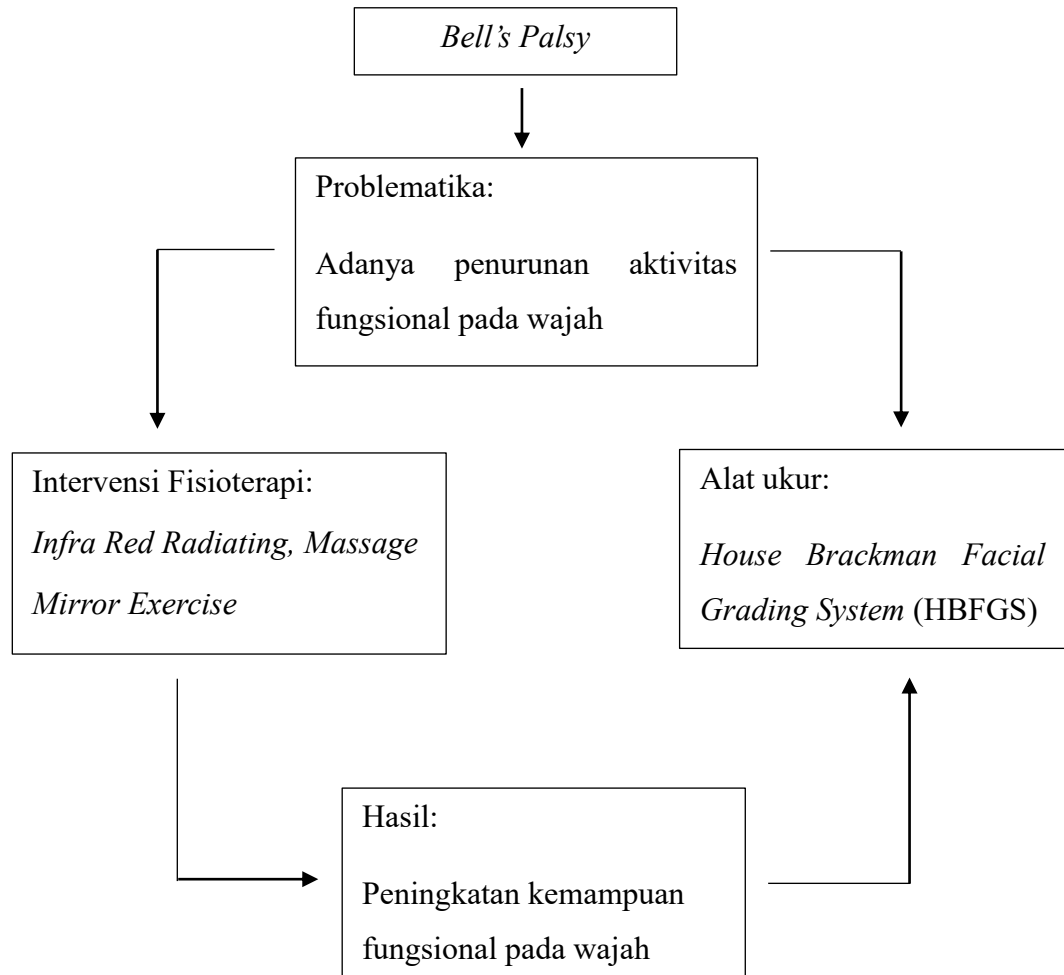 Bell’s Palsy
Problematika:
Adanya penurunan aktivitas
fungsional pada wajah
Intervensi Fisioterapi:
Infra Red Radiating, Massage
Mirror Exercise
Alat ukur:
House Brackman Facial
Grading System (HBFGS)
Hasil:
Peningkatan kemampuan
fungsional pada wajah